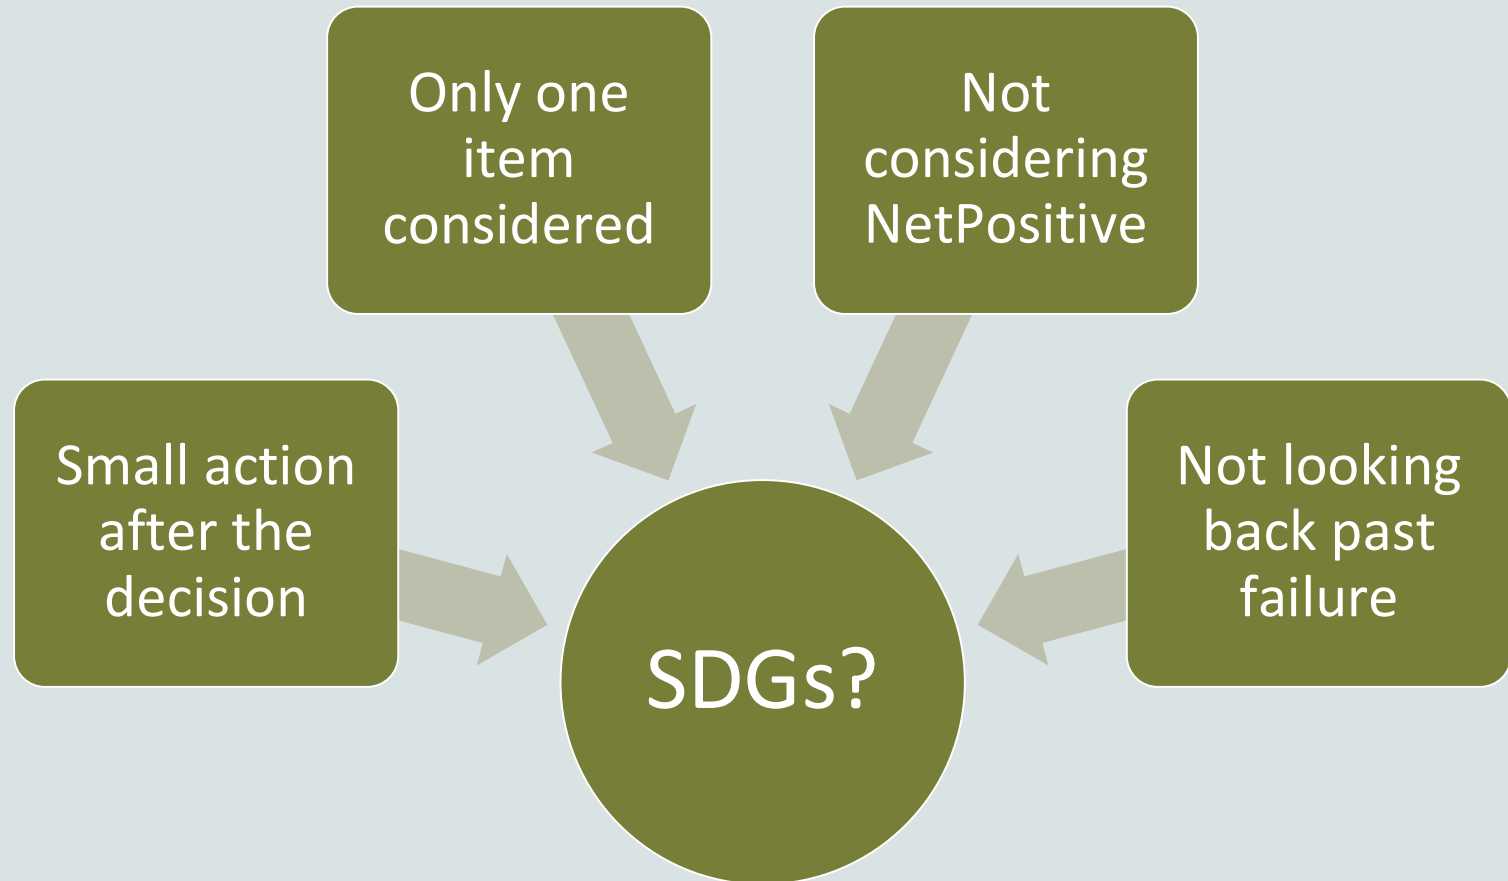 Small action
after the
decision
Only one
item
considered
Not
considering
NetPositive
Not looking
back past
failure
SDGs?